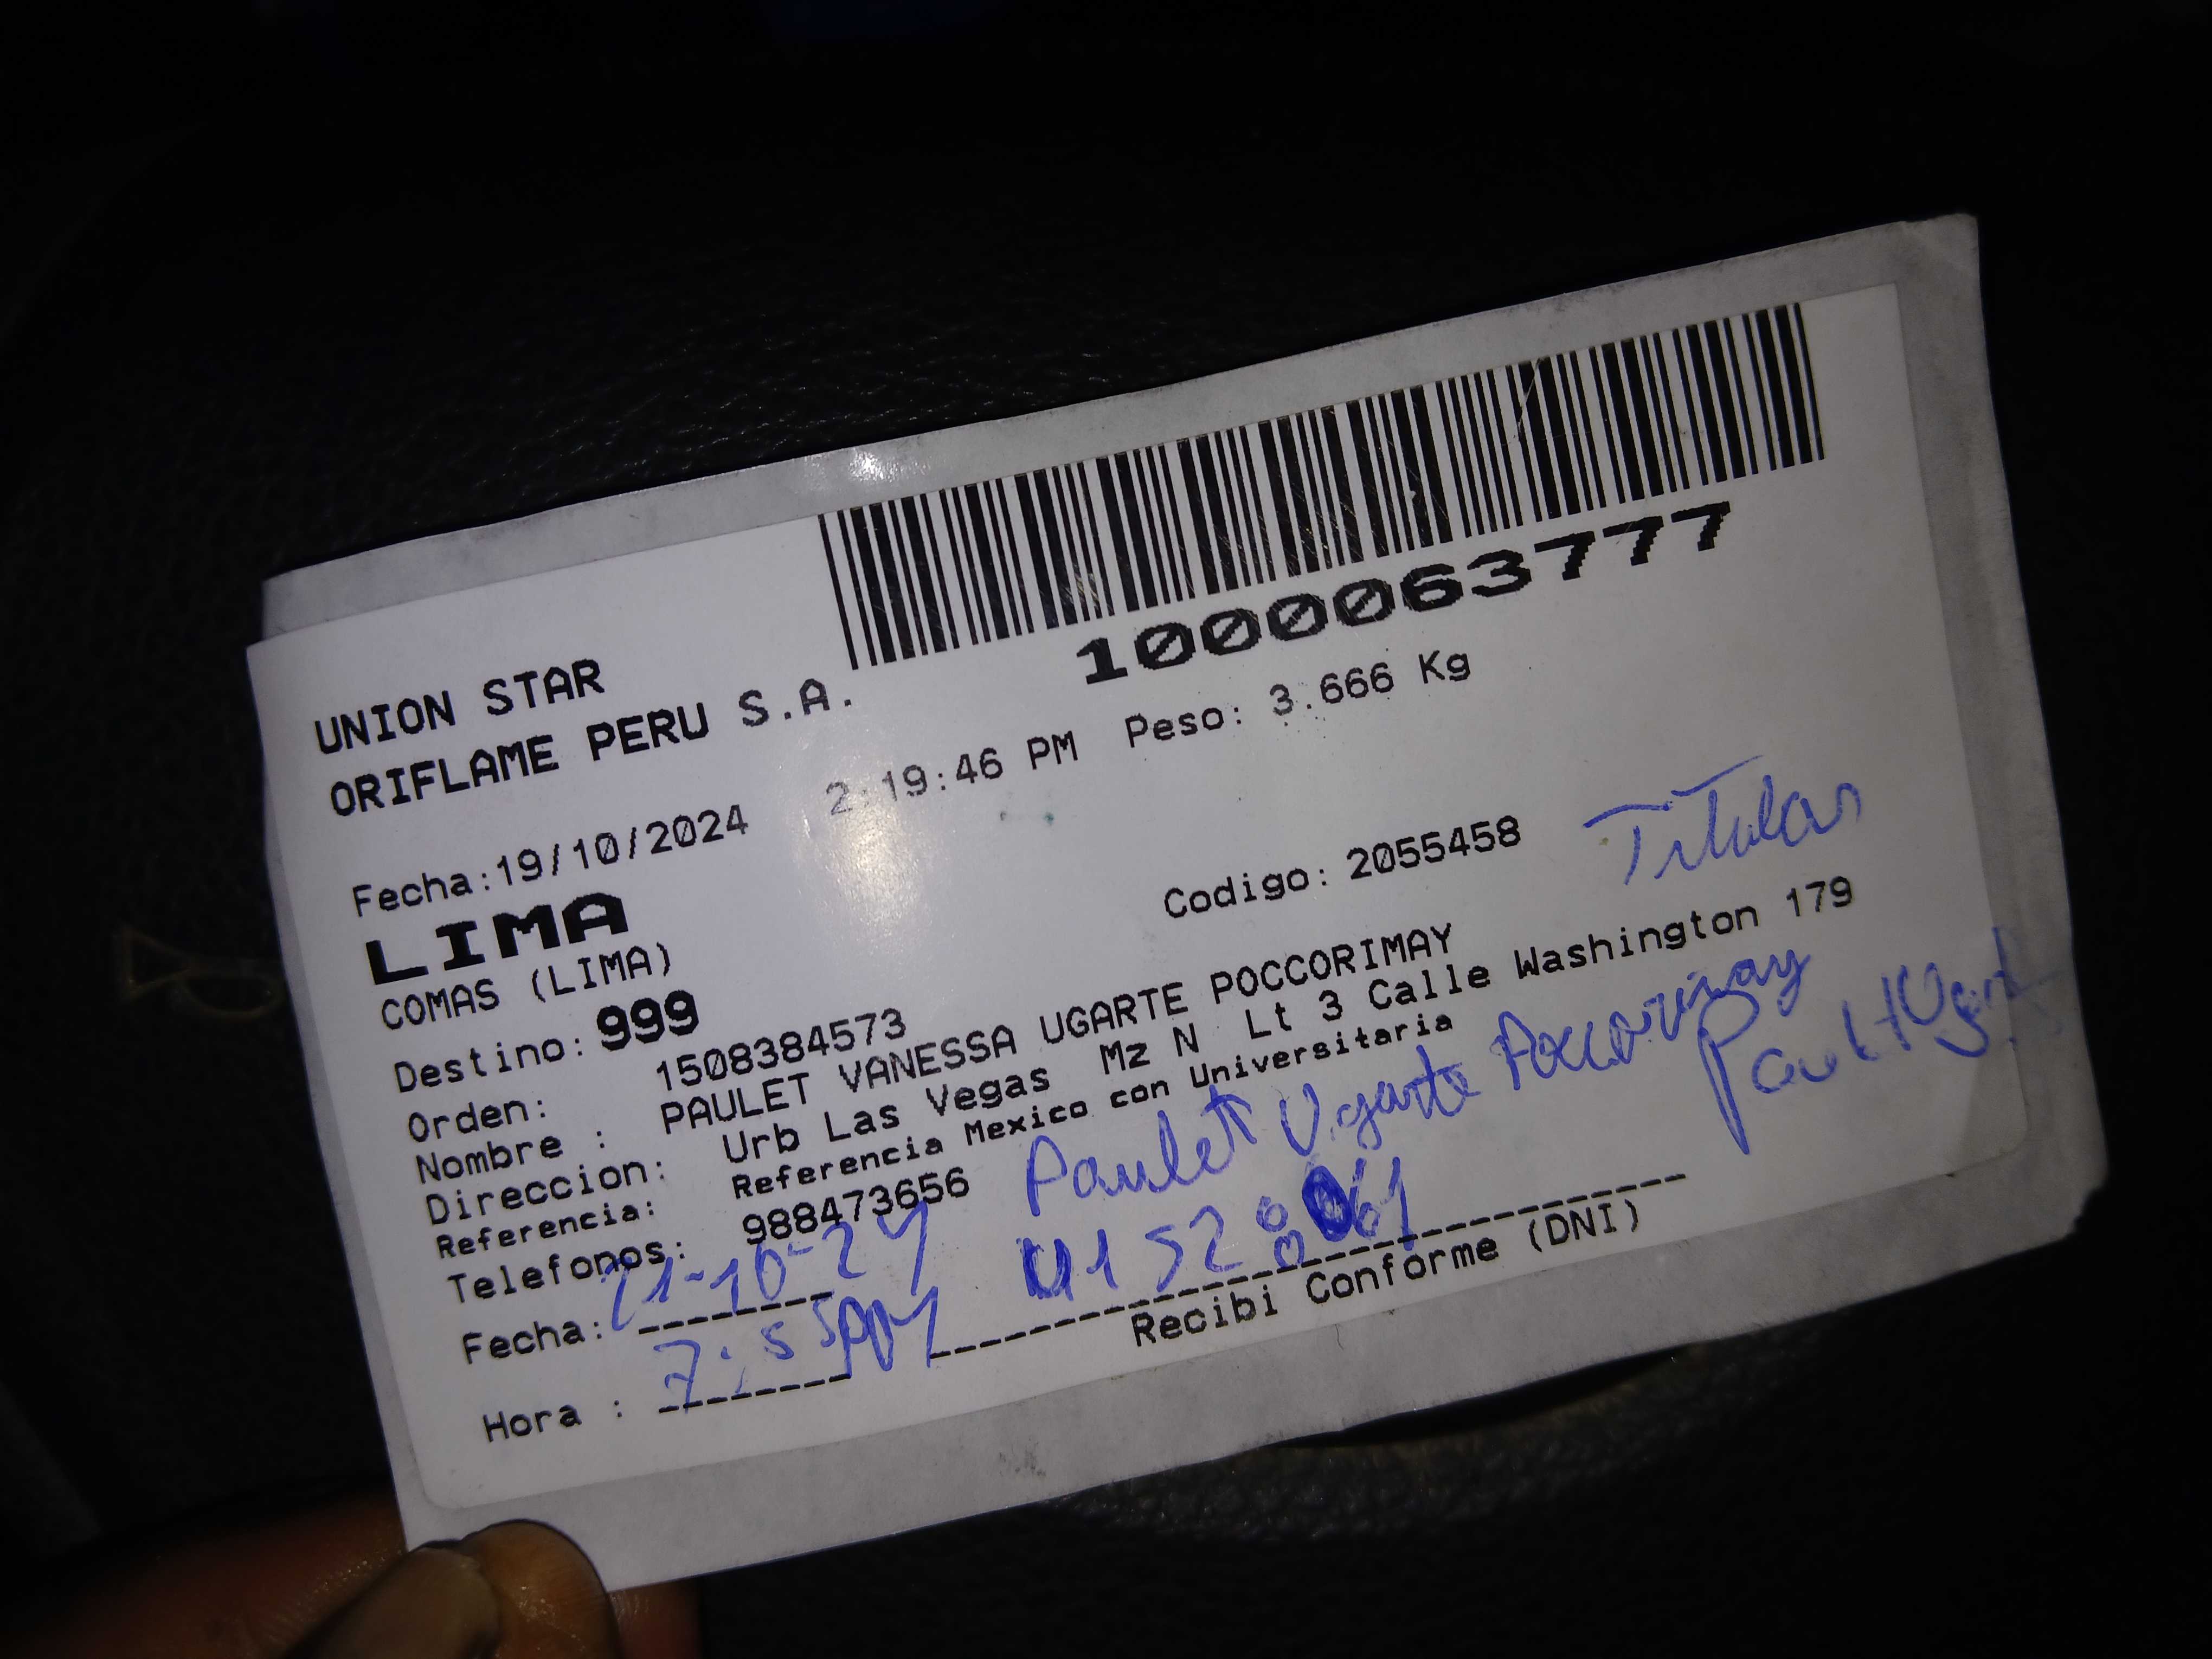 1000063777
UNION STAR
ORIFLAME PERU S.A.
Fecha:19/10/2024 2:19:46 PM Peso: 3.666 Kg
LIMA
COMAS (LIMA) Codigo: 2055458 Titular
Destino: 999
Orden: 1508384573
Nombre : PAULET VANESSA UGARTE POCCORIMAY
Direccion: Urb Las Vegas Mz N Lt 3 Calle Washington 179
Referencia: Referencia Mexico con Universitaria
Telefonos: 988473656
Paulet Ugarte Poccorimay
Fecha: 21-10-24
Hora : 7:55PM
Recibi Conforme (DNI)